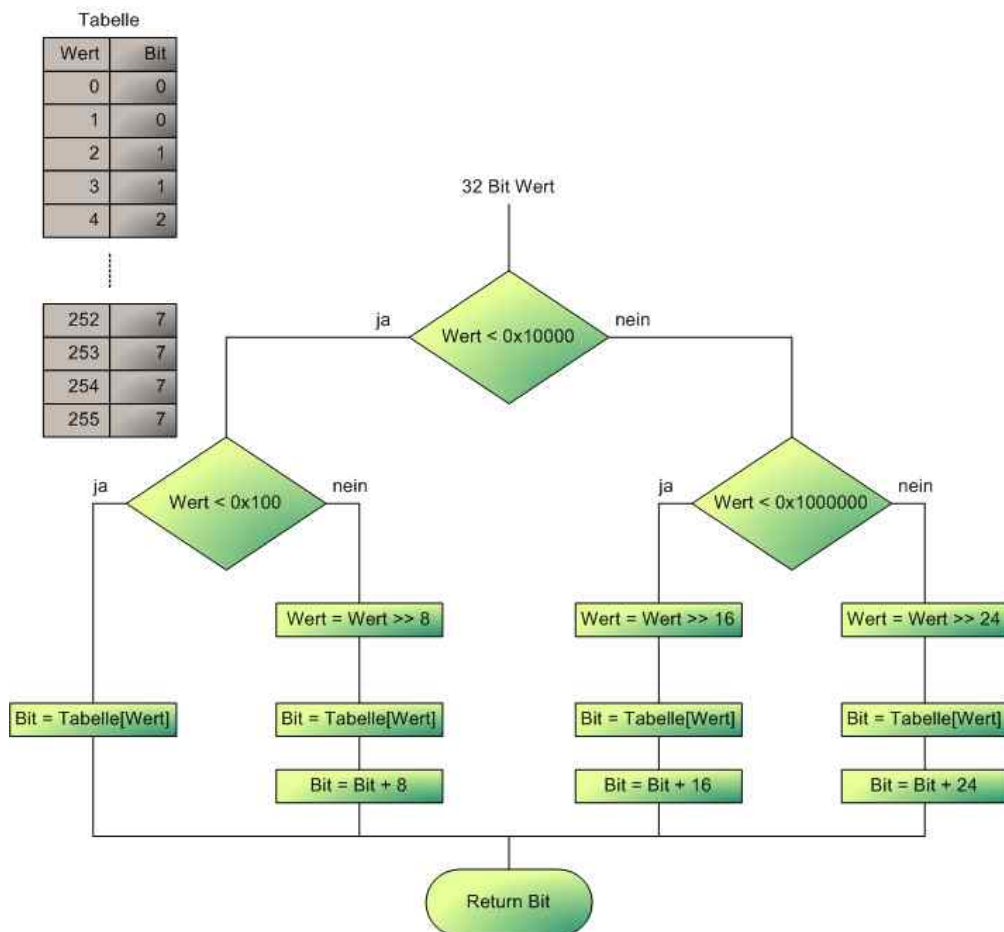 Tabelle
Wert Bit
0 0
1 0
2 1
3 1
4 2
252 7
253 7
254 7
255 7
32 Bit Wert
ja
Wert < 0x10000
nein
ja
Wert < 0x100
nein
ja
Wert < 0x1000000
nein
Wert = Wert >> 8
Wert = Wert >> 16
Wert = Wert >> 24
Bit = Tabelle[Wert]
Bit = Tabelle[Wert]
Bit = Tabelle[Wert]
Bit = Tabelle[Wert]
Bit = Bit + 8
Bit = Bit + 16
Bit = Bit + 24
Return Bit